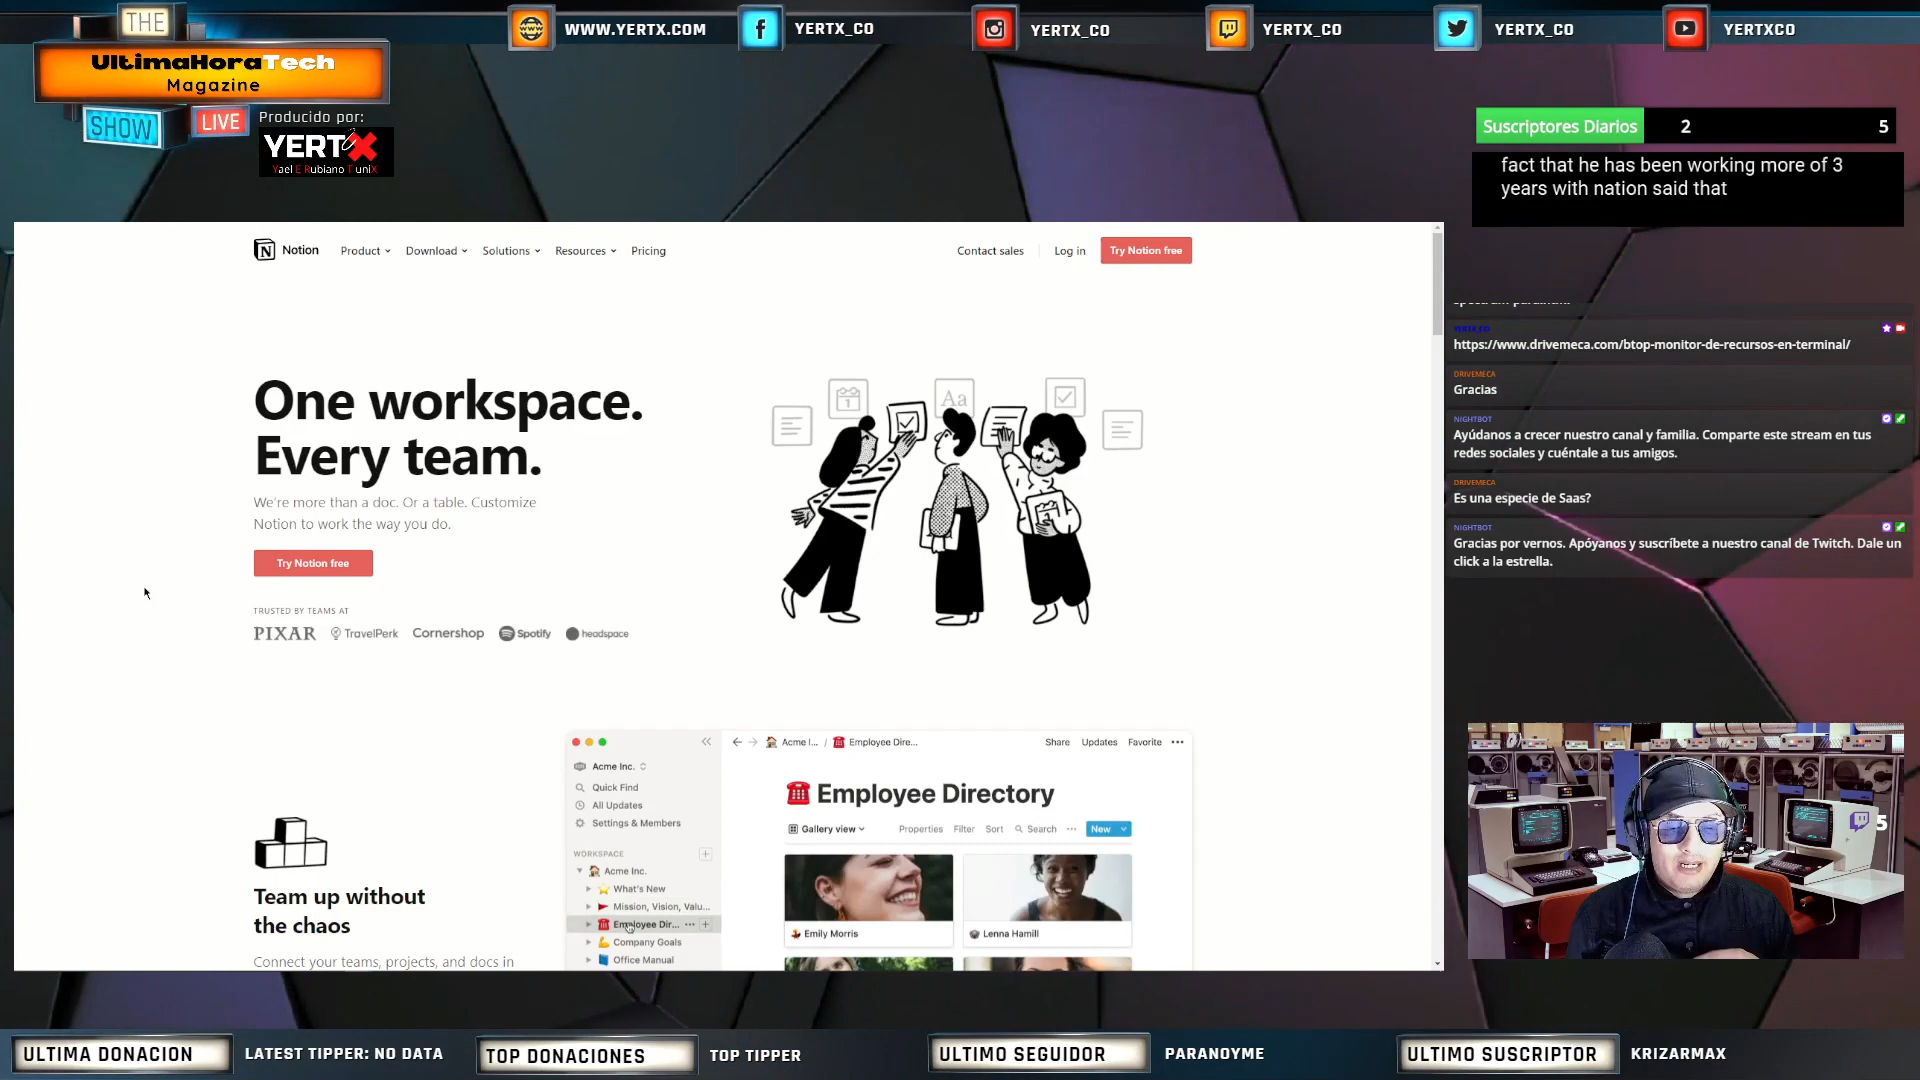 THE
UltimaHoraTech
Magazine
SHOW
LIVE
Producido por:
YERTX
Yael E Rubiano T uniX
WWW.YERTX.COM
YERTX_CO
YERTX_CO
YERTX_CO
YERTX_CO
YERTXCO
Suscriptores Diarios 2 5
fact that he has been working more of 3
years with nation said that
Notion
Product
Download
Solutions
Resources
Pricing
Contact sales
Log in
Try Notion free
One workspace.
Every team.
We're more than a doc. Or a table. Customize
Notion to work the way you do.
Try Notion free
TRUSTED BY TEAMS AT
PIXAR
TravelPerk
Cornershop
Spotify
headspace
1
Aa
Team up without
the chaos
Connect your teams, projects, and docs in
Acme Inc.
Quick Find
All Updates
Settings & Members
WORKSPACE
Acme Inc.
What's New
Mission, Vision, Valu...
Employee Dir...
Company Goals
Office Manual
Acme I... / Employee Dire...
Share
Updates
Favorite
Employee Directory
Gallery view
Properties
Filter
Sort
Search
New
Emily Morris
Lenna Hamill
YERTX_CO
https://www.drivemeca.com/btop-monitor-de-recursos-en-terminal/
DRIVEMECA
Gracias
NIGHTBOT
Ayúdanos a crecer nuestro canal y familia. Comparte este stream en tus
redes sociales y cuéntale a tus amigos.
DRIVEMECA
Es una especie de Saas?
NIGHTBOT
Gracias por vernos. Apóyanos y suscríbete a nuestro canal de Twitch. Dale un
click a la estrella.
5
ULTIMA DONACION
LATEST TIPPER: NO DATA
TOP DONACIONES
TOP TIPPER
ULTIMO SEGUIDOR
PARANOYME
ULTIMO SUSCRIPTOR
KRIZARMAX